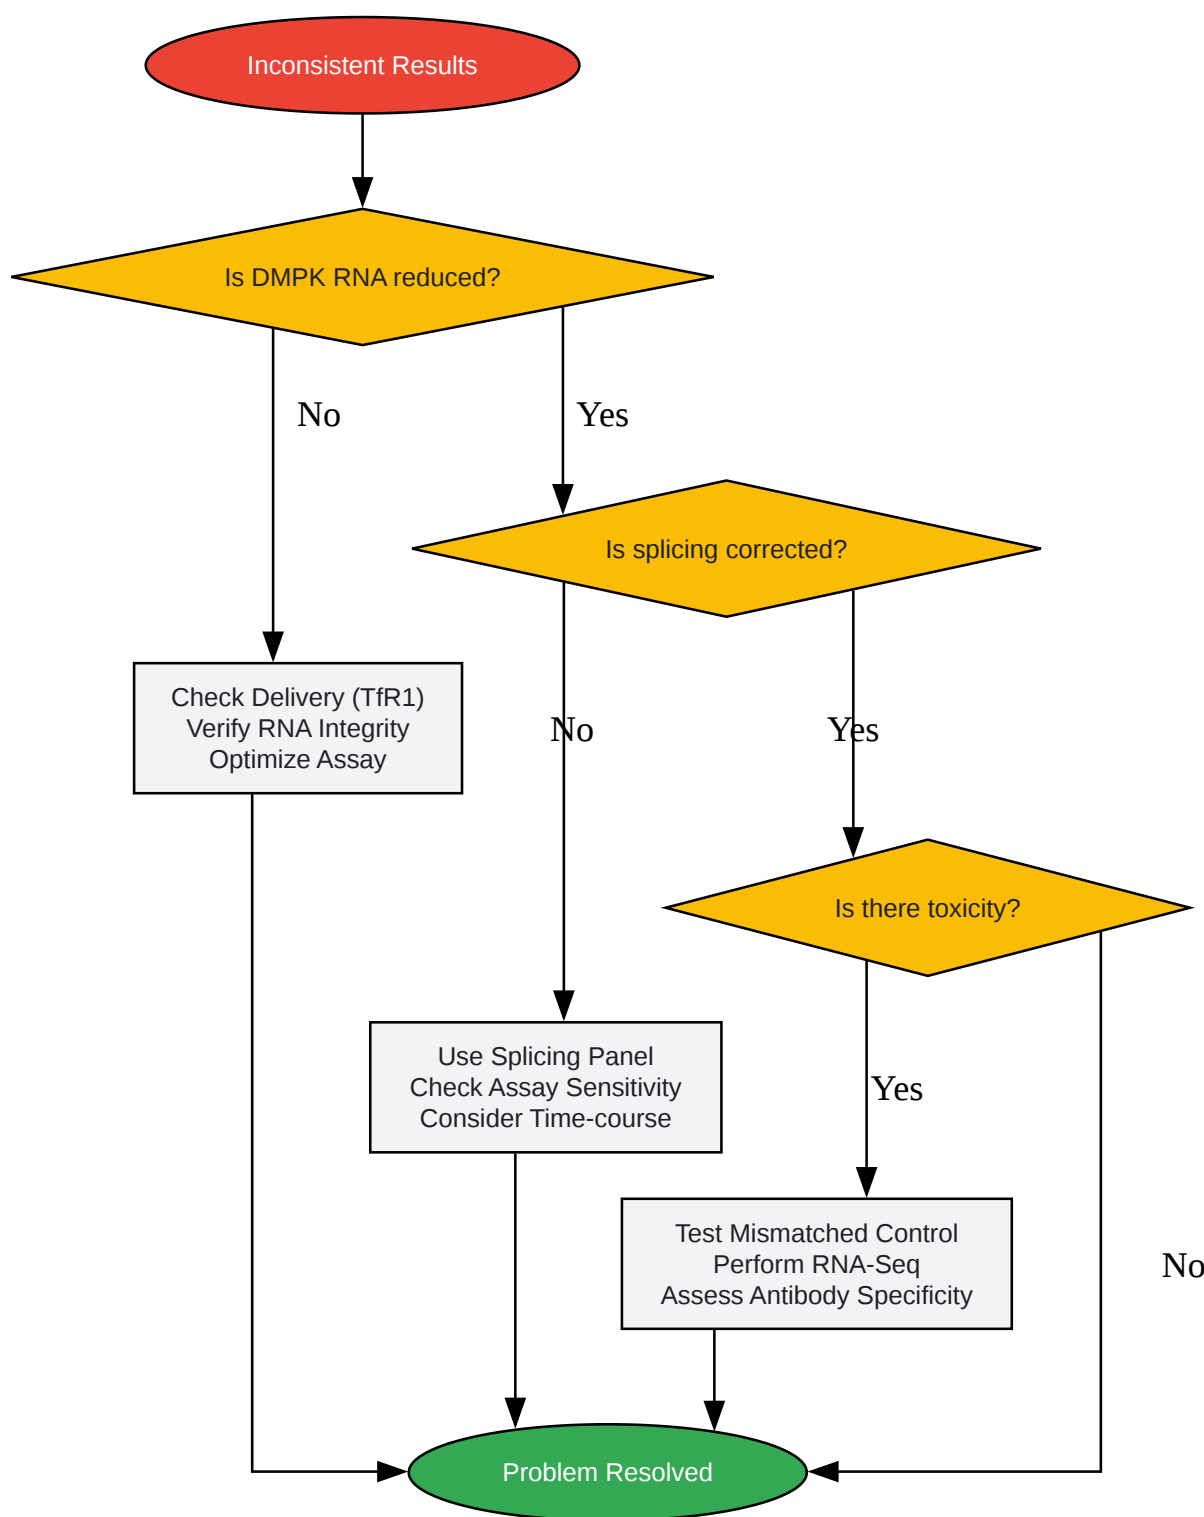 Inconsistent Results
Is DMPK RNA reduced?
No
Yes
Is splicing corrected?
Check Delivery (TfR1)
Verify RNA Integrity
Optimize Assay
No
Yes
Is there toxicity?
Use Splicing Panel
Check Assay Sensitivity
Consider Time-course
Yes
Test Mismatched Control
Perform RNA-Seq
Assess Antibody Specificity
No
Problem Resolved